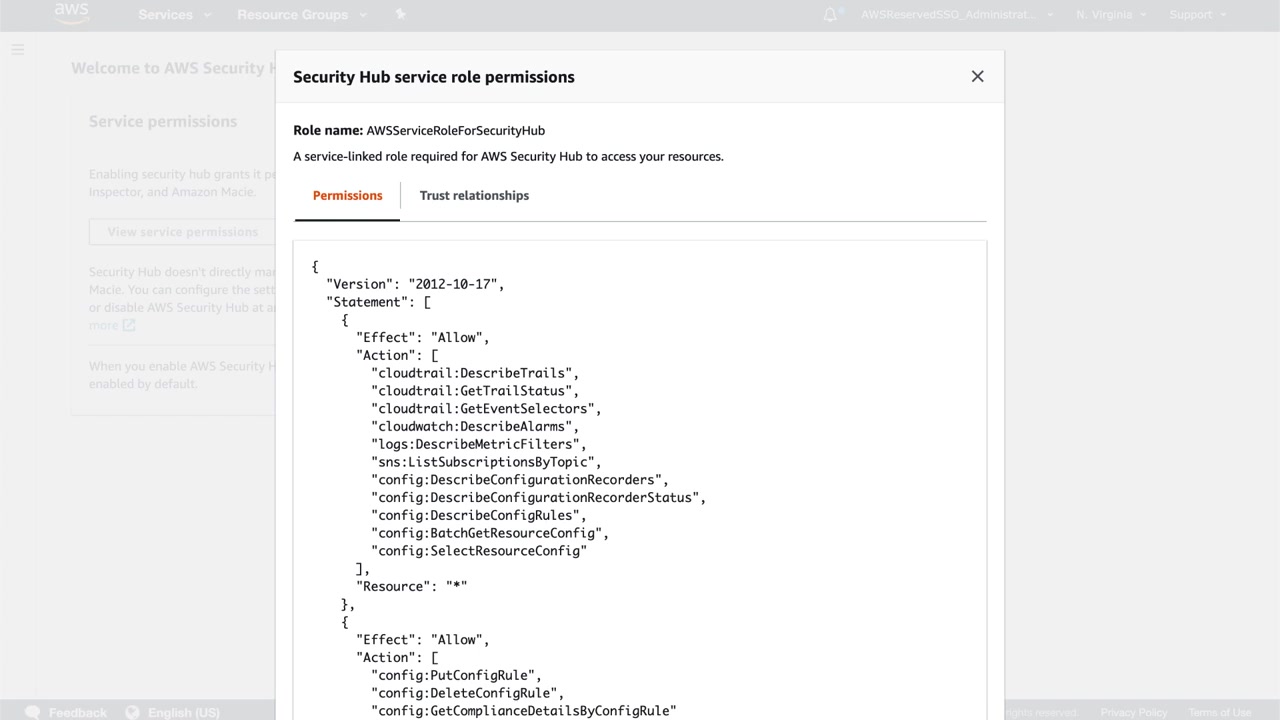 aws
Services
Resource Groups
AWSReservedSSO_Administrat...
N. Virginia
Support
Welcome to AWS Security H
Service permissions
Enabling security hub grants it pe
Inspector, and Amazon Macie.
View service permissions
Security Hub doesn't directly ma
Macie. You can configure the sett
or disable AWS Security Hub at a
more
When you enable AWS Security H
enabled by default.
Security Hub service role permissions
Role name: AWSServiceRoleForSecurityHub
A service-linked role required for AWS Security Hub to access your resources.
Permissions
Trust relationships
{
"Version": "2012-10-17",
"Statement": [
{
"Effect": "Allow",
"Action": [
"cloudtrail:DescribeTrails",
"cloudtrail:GetTrailStatus",
"cloudtrail:GetEventSelectors",
"cloudwatch:DescribeAlarms",
"logs:DescribeMetricFilters",
"sns:ListSubscriptionsByTopic",
"config:DescribeConfigurationRecorders",
"config:DescribeConfigurationRecorderStatus",
"config:DescribeConfigRules",
"config:BatchGetResourceConfig",
"config:SelectResourceConfig"
],
"Resource": "*"
},
{
"Effect": "Allow",
"Action": [
"config:PutConfigRule",
"config:DeleteConfigRule",
"config:GetComplianceDetailsByConfigRule"
Feedback
English (US)
rights reserved.
Privacy Policy
Terms of Use